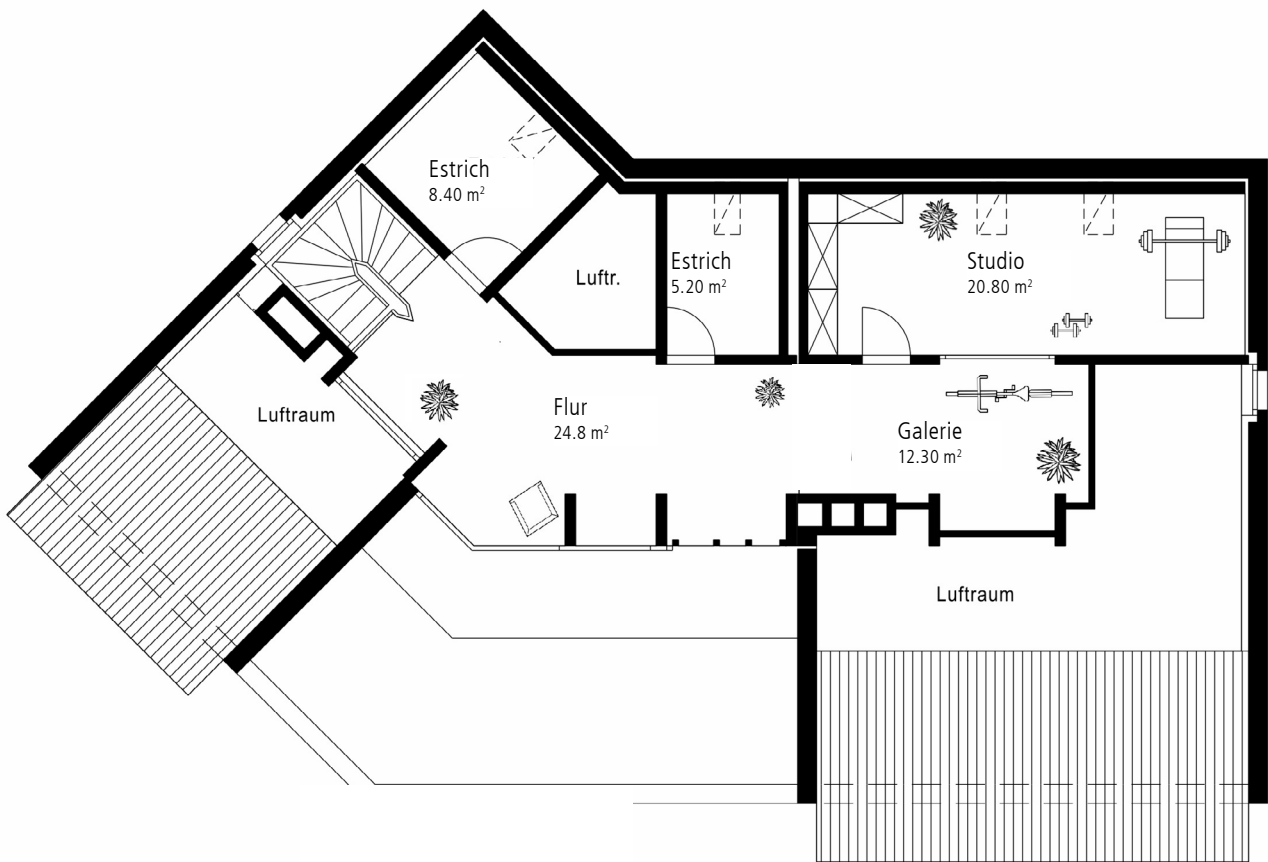 Estrich
8.40 m²
Luftr.
Estrich
5.20 m²
Studio
20.80 m²
Luftraum
Flur
24.8 m²
Galerie
12.30 m²
Luftraum